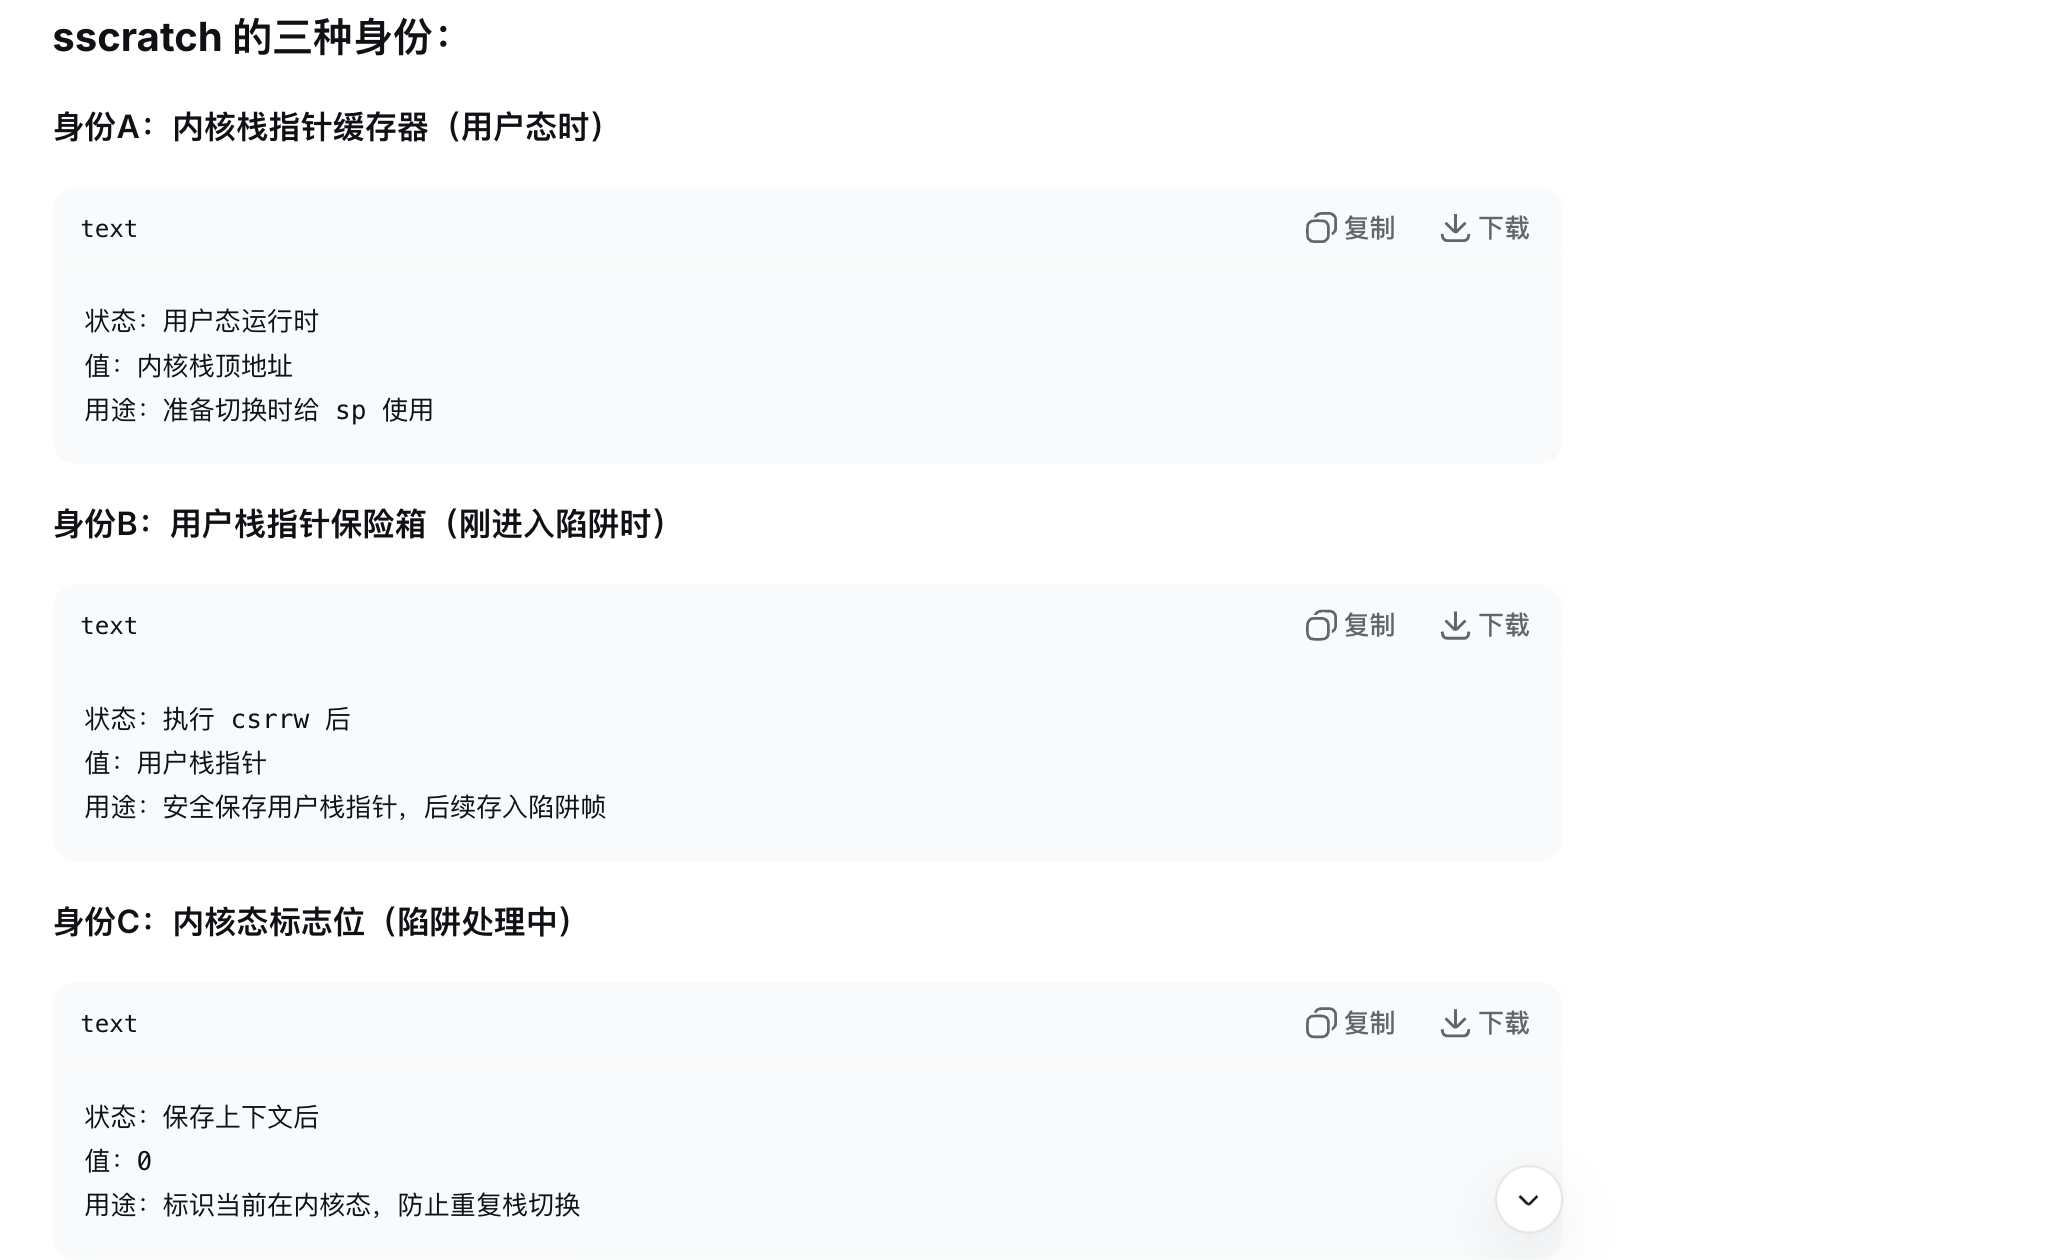 sscratch 的三种身份：
身份A：内核栈指针缓存器（用户态时）
text 复制 下载
状态：用户态运行时
值：内核栈顶地址
用途：准备切换时给 sp 使用
身份B：用户栈指针保险箱（刚进入陷阱时）
text 复制 下载
状态：执行 csrrw 后
值：用户栈指针
用途：安全保存用户栈指针，后续存入陷阱帧
身份C：内核态标志位（陷阱处理中）
text 复制 下载
状态：保存上下文后
值：0
用途：标识当前在内核态，防止重复栈切换